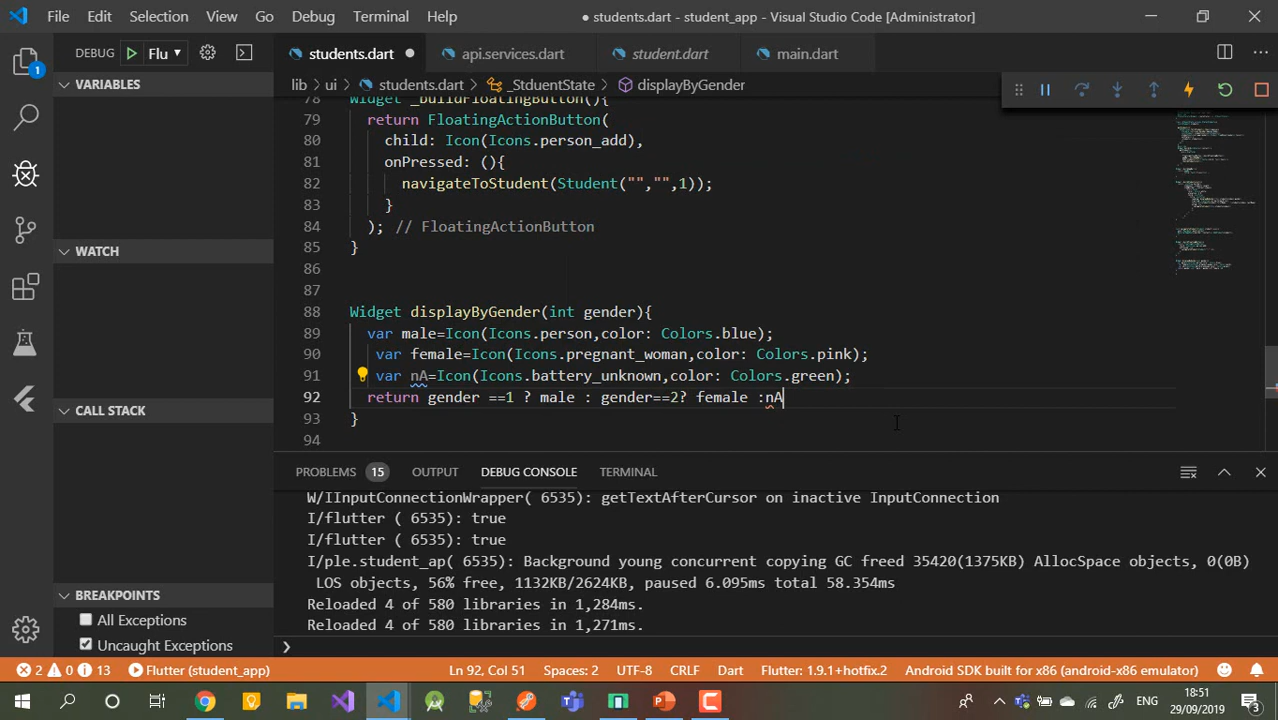 File Edit Selection View Go Debug Terminal Help
● students.dart - student_app - Visual Studio Code [Administrator]
DEBUG Flu
students.dart api.services.dart student.dart main.dart
lib ui students.dart _StduentState displayByGender
1
VARIABLES
WATCH
CALL STACK
BREAKPOINTS
All Exceptions
Uncaught Exceptions
78 Widget _buildFloatingButton(){
79 return FloatingActionButton(
80 child: Icon(Icons.person_add),
81 onPressed: (){
82 navigateToStudent(Student("","",1));
83 }
84 ); // FloatingActionButton
85 }
86
87
88 Widget displayByGender(int gender){
89 var male=Icon(Icons.person,color: Colors.blue);
90 var female=Icon(Icons.pregnant_woman,color: Colors.pink);
91 var nA=Icon(Icons.battery_unknown,color: Colors.green);
92 return gender ==1 ? male : gender==2? female :nA
93 }
94
PROBLEMS 15 OUTPUT DEBUG CONSOLE TERMINAL
W/IInputConnectionWrapper( 6535): getTextAfterCursor on inactive InputConnection
I/flutter ( 6535): true
I/flutter ( 6535): true
I/ple.student_ap( 6535): Background young concurrent copying GC freed 35420(1375KB) AllocSpace objects, 0(0B)
LOS objects, 56% free, 1132KB/2624KB, paused 6.095ms total 58.354ms
Reloaded 4 of 580 libraries in 1,284ms.
Reloaded 4 of 580 libraries in 1,271ms.
2 0 13 Flutter (student_app) Ln 92, Col 51 Spaces: 2 UTF-8 CRLF Dart Flutter: 1.9.1+hotfix.2 Android SDK built for x86 (android-x86 emulator)
ENG 18:51
29/09/2019
3